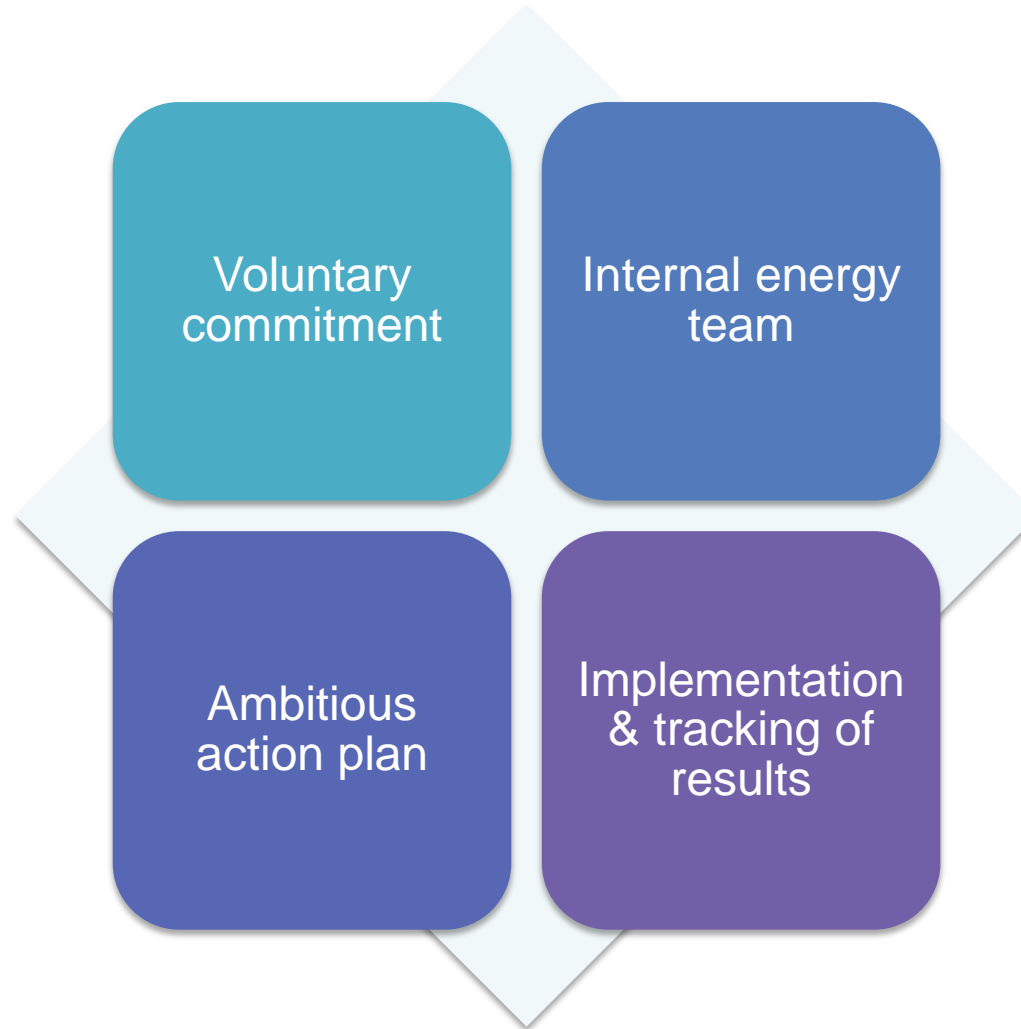 Voluntary
commitment
Internal energy
team
Ambitious
action plan
Implementation
& tracking of
results